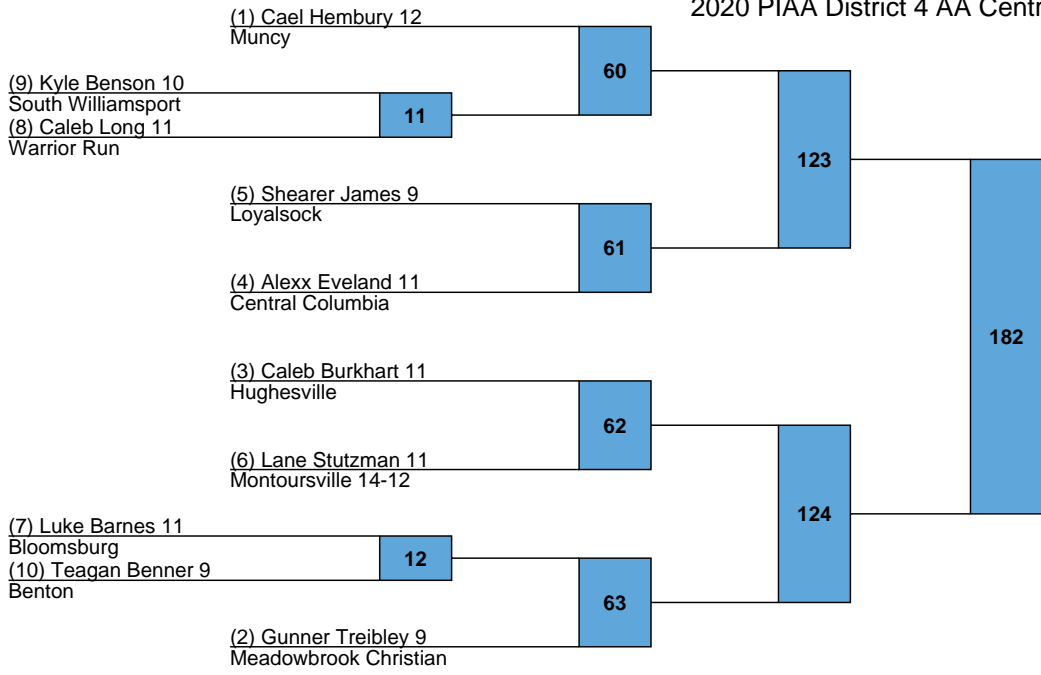 2020 PIAA District 4 AA Centr
(1) Cael Hembury 12
Muncy
60
(9) Kyle Benson 10
South Williamsport
11
(8) Caleb Long 11
Warrior Run
123
(5) Shearer James 9
Loyalsock
61
(4) Alexx Eveland 11
Central Columbia
182
(3) Caleb Burkhart 11
Hughesville
62
(6) Lane Stutzman 11
Montoursville 14-12
124
(7) Luke Barnes 11
Bloomsburg
12
(10) Teagan Benner 9
Benton
63
(2) Gunner Treibley 9
Meadowbrook Christian